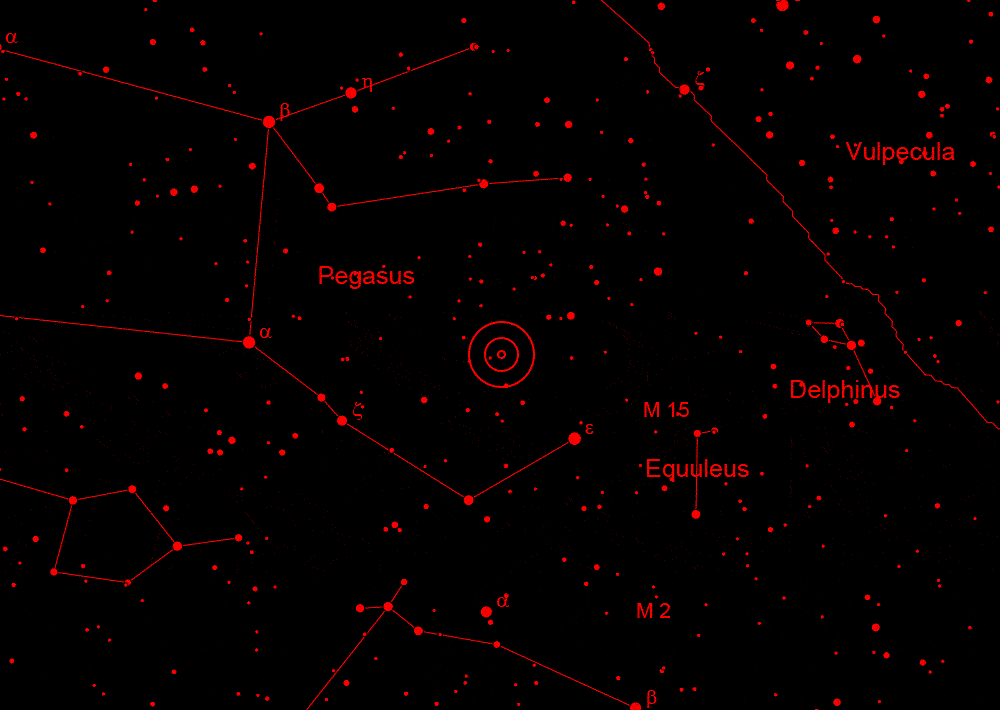 α
η
β
ζ
Vulpecula
Pegasus
α
Delphinus
ζ
M 15
ε
Equuleus
α
M 2
β